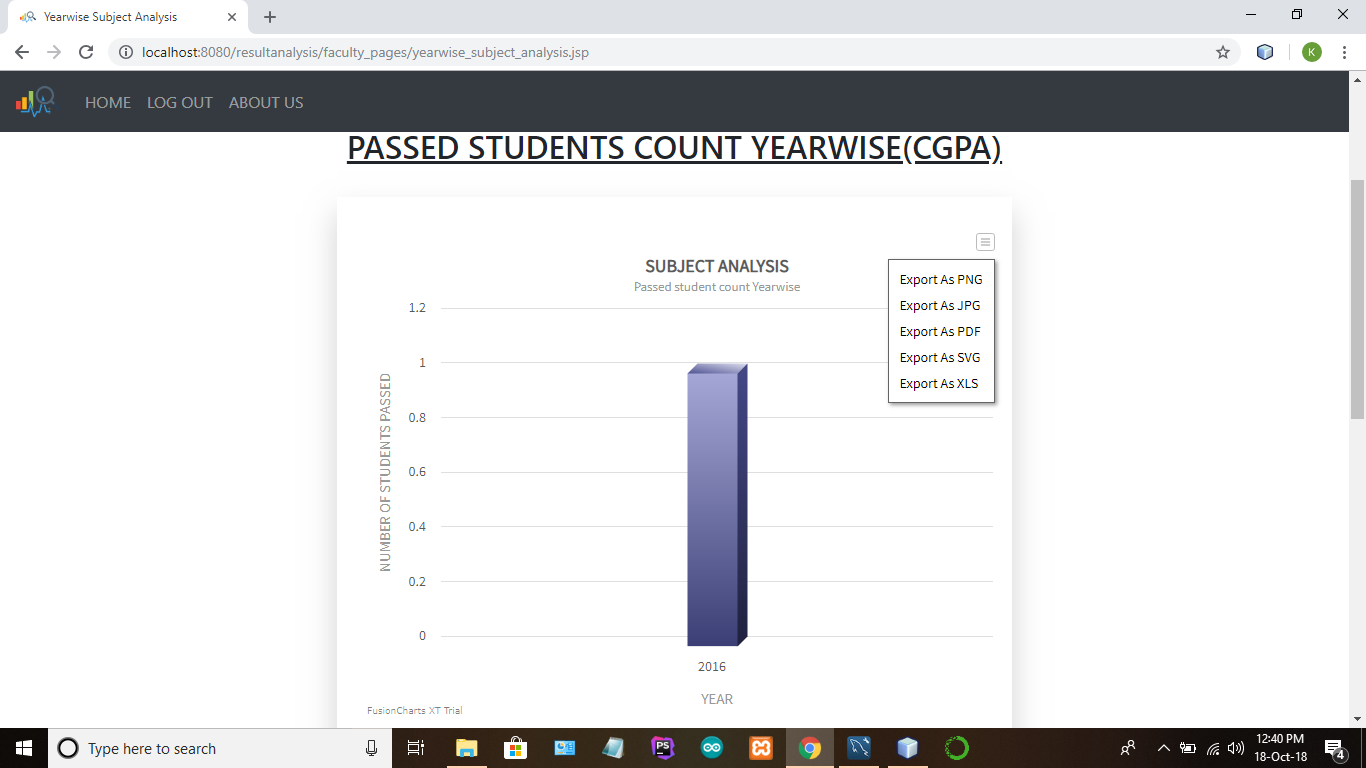 Yearwise Subject Analysis
localhost:8080/resultanalysis/faculty_pages/yearwise_subject_analysis.jsp
K
HOME LOG OUT ABOUT US
PASSED STUDENTS COUNT YEARWISE(CGPA)
SUBJECT ANALYSIS
Passed student count Yearwise
Export As PNG
Export As JPG
Export As PDF
Export As SVG
Export As XLS
1.2
1
0.8
0.6
0.4
0.2
0
NUMBER OF STUDENTS PASSED
2016
YEAR
FusionCharts XT Trial
Type here to search
PS
12:40 PM
18-Oct-18
4